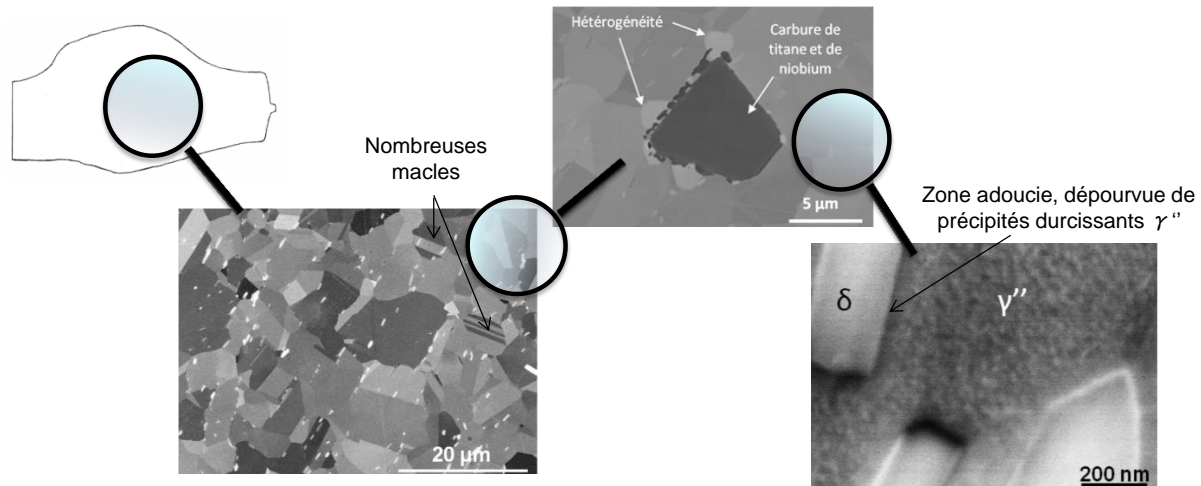 Hétérogénéité
Carbure de
titane et de
niobium
5 µm
Nombreuses
macles
20 µm
Zone adoucie, dépourvue de
précipités durcissants γ ‘’
δ
γ’’
200 nm